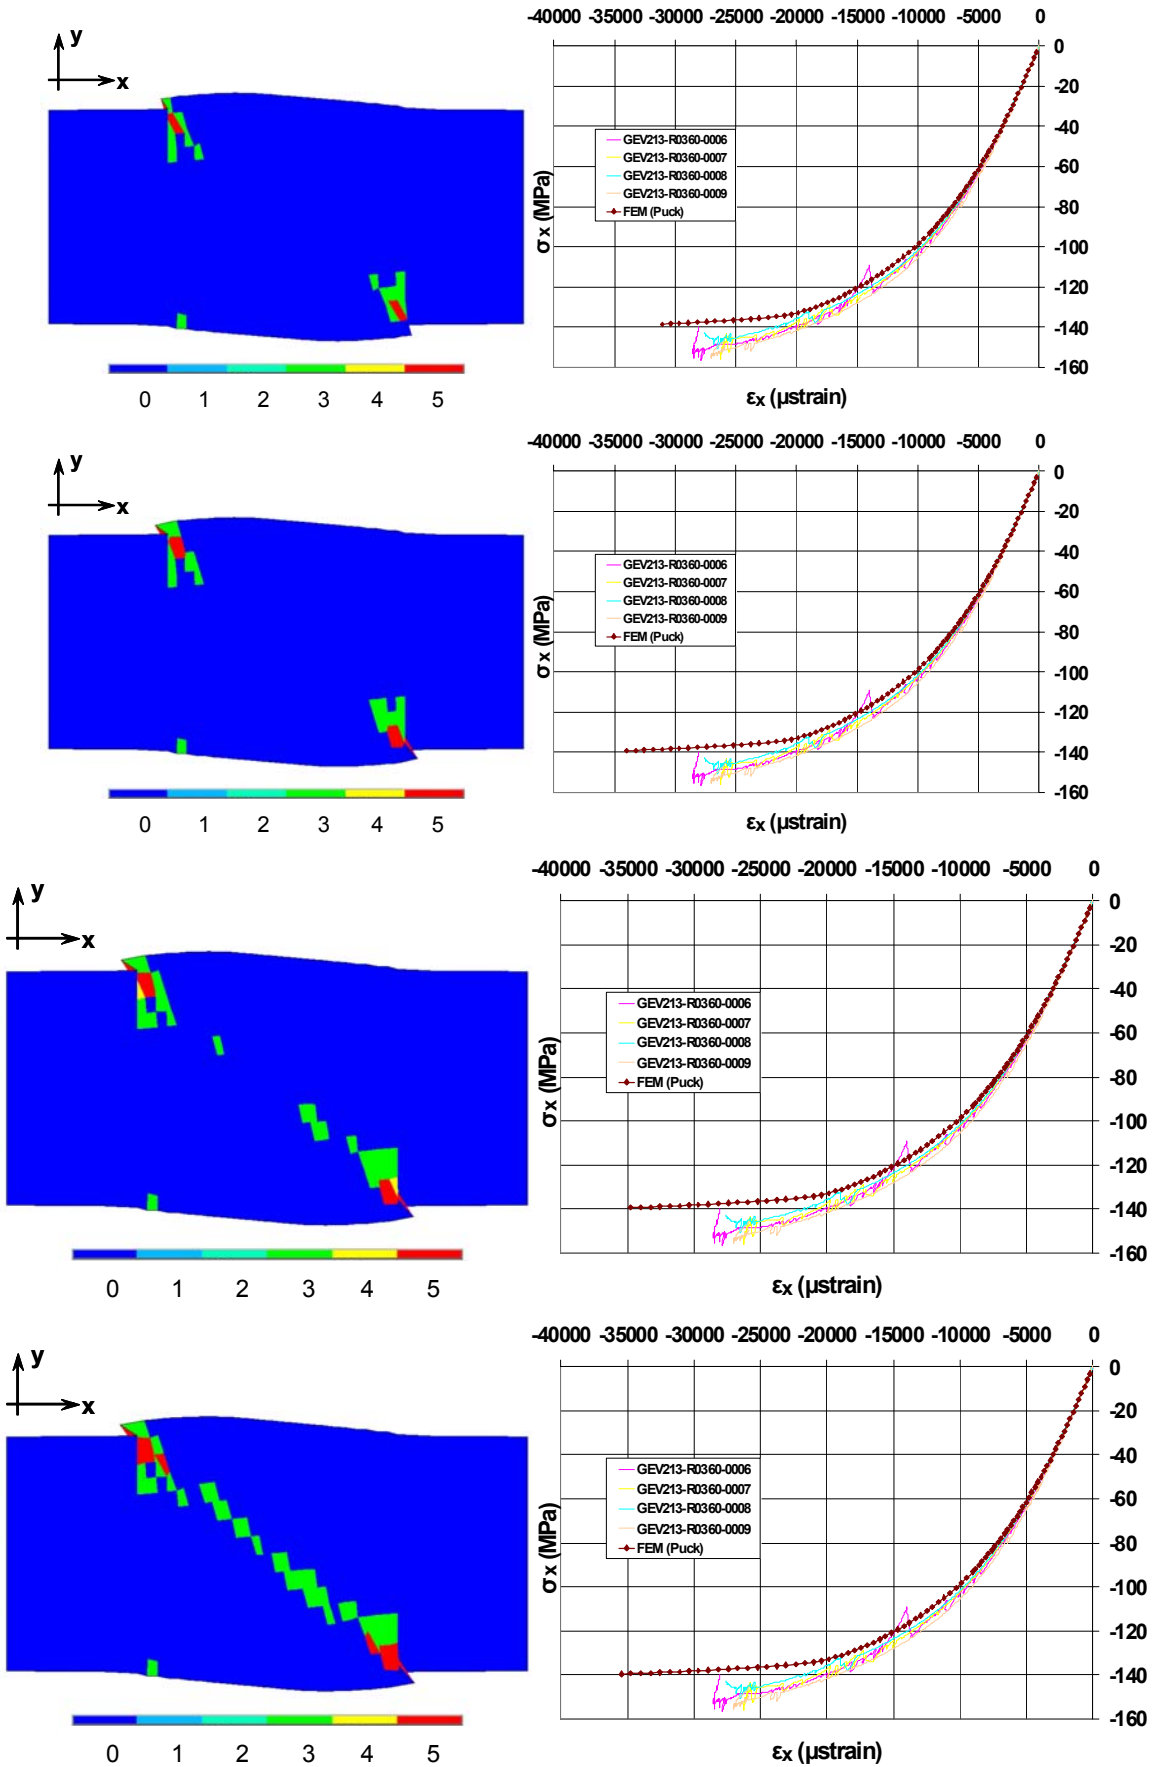 -40000 -35000 -30000 -25000 -20000 -15000 -10000 -5000 0
y
x
0
-20
-40
-60
-80
-100
-120
-140
-160
GEV213-R0360-0006
GEV213-R0360-0007
GEV213-R0360-0008
GEV213-R0360-0009
FEM (Puck)
σx (MPa)
εx (µstrain)
0 1 2 3 4 5
-40000 -35000 -30000 -25000 -20000 -15000 -10000 -5000 0
y
x
0
-20
-40
-60
-80
-100
-120
-140
-160
GEV213-R0360-0006
GEV213-R0360-0007
GEV213-R0360-0008
GEV213-R0360-0009
FEM (Puck)
σx (MPa)
εx (µstrain)
0 1 2 3 4 5
-40000 -35000 -30000 -25000 -20000 -15000 -10000 -5000 0
y
x
0
-20
-40
-60
-80
-100
-120
-140
-160
GEV213-R0360-0006
GEV213-R0360-0007
GEV213-R0360-0008
GEV213-R0360-0009
FEM (Puck)
σx (MPa)
εx (µstrain)
0 1 2 3 4 5
-40000 -35000 -30000 -25000 -20000 -15000 -10000 -5000 0
y
x
0
-20
-40
-60
-80
-100
-120
-140
-160
GEV213-R0360-0006
GEV213-R0360-0007
GEV213-R0360-0008
GEV213-R0360-0009
FEM (Puck)
σx (MPa)
εx (µstrain)
0 1 2 3 4 5